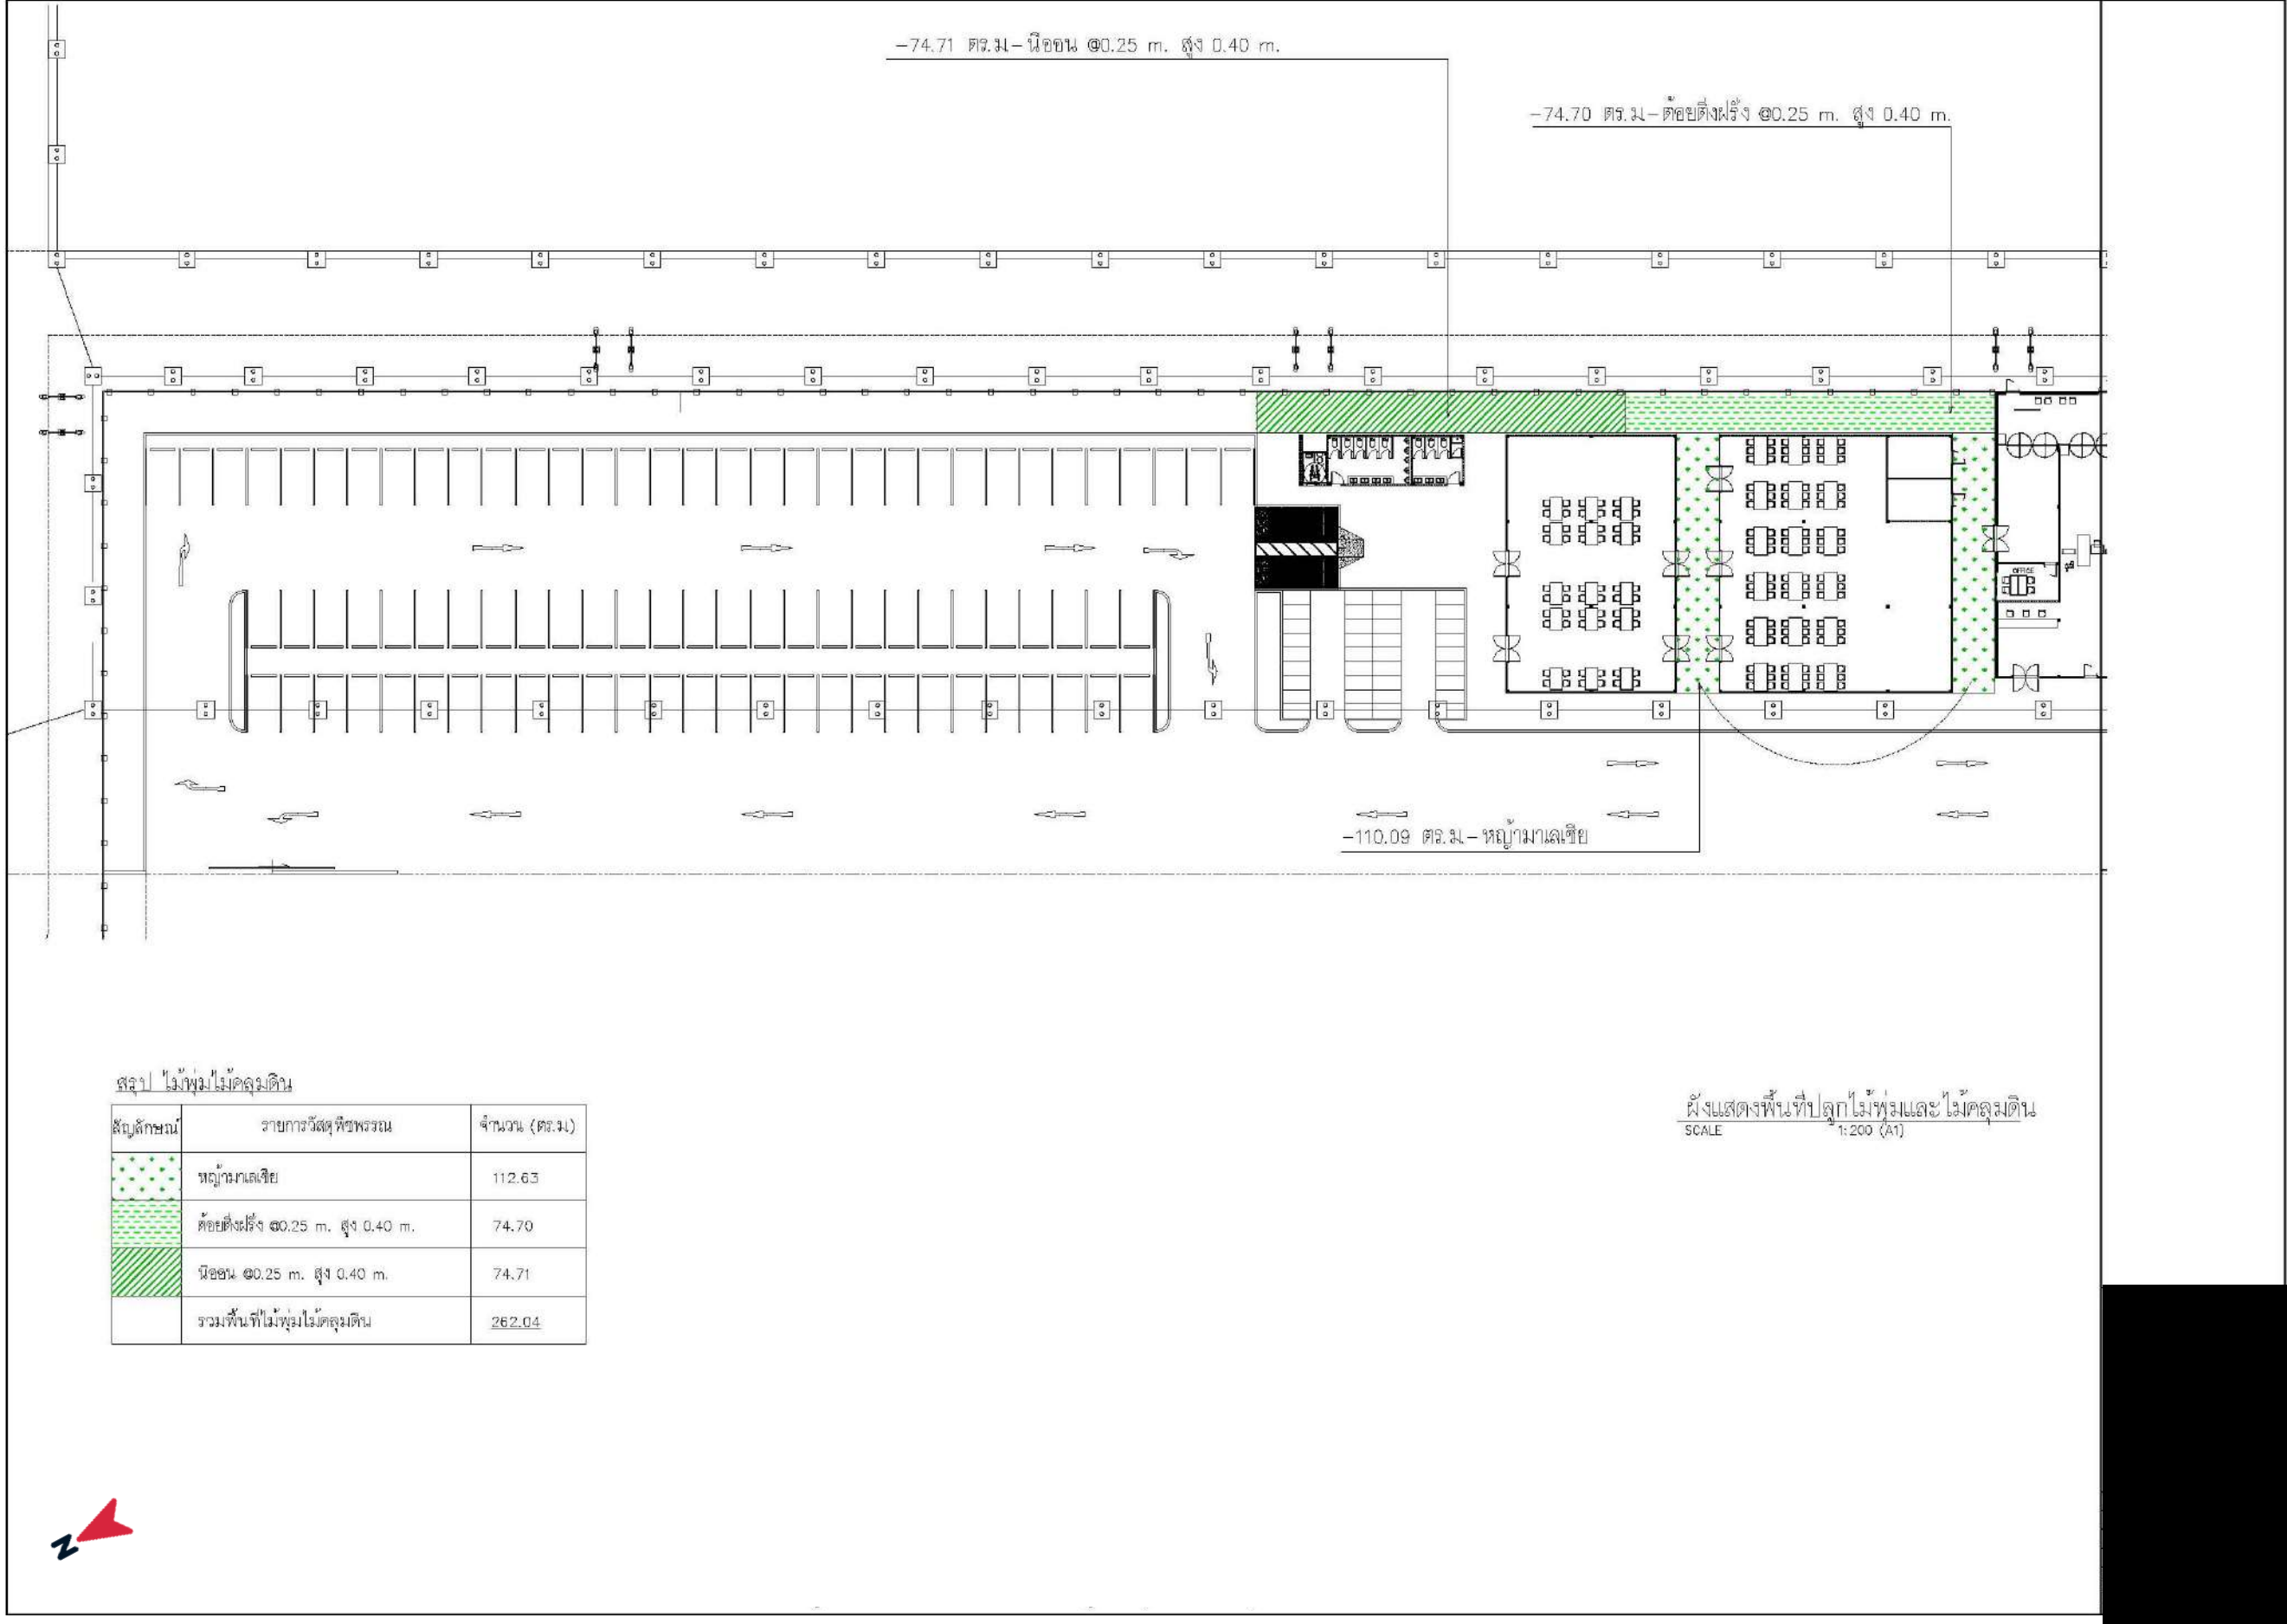 -74.71 ตร.ม-นีออน @0.25 m. สูง 0.40 m.
-74.70 ตร.ม-ต้อยติ่งฝรั่ง @0.25 m. สูง 0.40 m.
OFFICE
-110.09 ตร.ม-หญ้ามาเลเซีย
สรุป ไม้พุ่มไม้คลุมดิน
สัญลักษณ์ รายการวัสดุพืชพรรณ จำนวน (ตร.ม)
หญ้ามาเลเซีย 112.63
ต้อยติ่งฝรั่ง @0.25 m. สูง 0.40 m. 74.70
นีออน @0.25 m. สูง 0.40 m. 74.71
รวมพื้นที่ไม้พุ่มไม้คลุมดิน 262.04
ผังแสดงพื้นที่ปลูกไม้พุ่มและไม้คลุมดิน
SCALE 1:200 (A1)
N